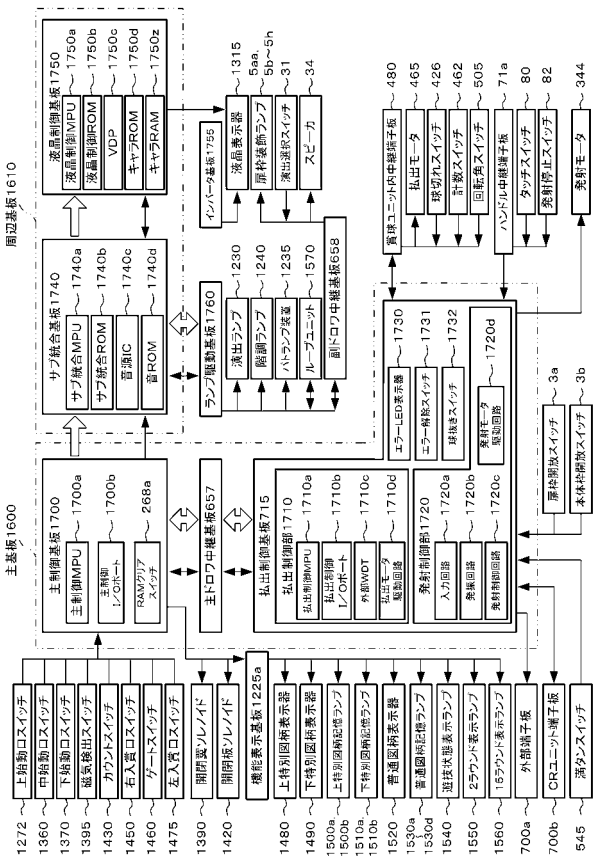 主基板1600
周辺基板1610
主制御基板1700
主制御MPU
1700a
主制御
I/Oポート
1700b
RAMクリア
スイッチ
268a
サブ統合基板1740
サブ統合MPU
1740a
サブ統合ROM
1740b
音源IC
1740c
音ROM
1740d
液晶制御基板1750
液晶制御MPU
1750a
液晶制御ROM
1750b
VDP
1750c
キャラROM
1750d
キャラRAM
1750z
主ドロワ中継基板657
ランプ駆動基板1760
演出ランプ
1230
階調ランプ
1240
パトランプ装置
1235
ループユニット
1570
副ドロワ中継基板658
インバータ基板1755
液晶表示器
1315
扉枠装飾ランプ
5aa,
5b~5h
演出選択スイッチ
31
スピーカ
34
払出制御基板715
払出制御部1710
払出制御MPU
1710a
払出制御
I/Oポート
1710b
外部WDT
1710c
払出モータ
駆動回路
1710d
発射制御部1720
入力回路
1720a
発振回路
1720b
発射制御回路
1720c
発射モータ
駆動回路
1720d
エラーLED表示器
1730
エラー解除スイッチ
1731
球抜きスイッチ
1732
賞球ユニット内中継端子板
480
払出モータ
465
球切れスイッチ
426
計数スイッチ
462
回転角スイッチ
505
ハンドル中継端子板
71a
タッチスイッチ
80
発射停止スイッチ
82
発射モータ
344
扉枠開放スイッチ
3a
本体枠開放スイッチ
3b
1272
上始動口スイッチ
1360
中始動口スイッチ
1370
下始動口スイッチ
1395
磁気検出スイッチ
1430
カウントスイッチ
1450
右入賞口スイッチ
1460
ゲートスイッチ
1475
左入賞口スイッチ
1390
開閉翼ソレノイド
1420
開閉板ソレノイド
機能表示基板1225a
1480
上特別図柄表示器
1490
下特別図柄表示器
1500a,
1500b
上特別図柄記憶ランプ
1510a,
1510b
下特別図柄記憶ランプ
1520
普通図柄表示器
1530a
~1530d
普通図柄記憶ランプ
1540
遊技状態表示ランプ
1550
2ラウンド表示ランプ
1560
15ラウンド表示ランプ
700a
外部端子板
700b
CRユニット端子板
545
満タンスイッチ